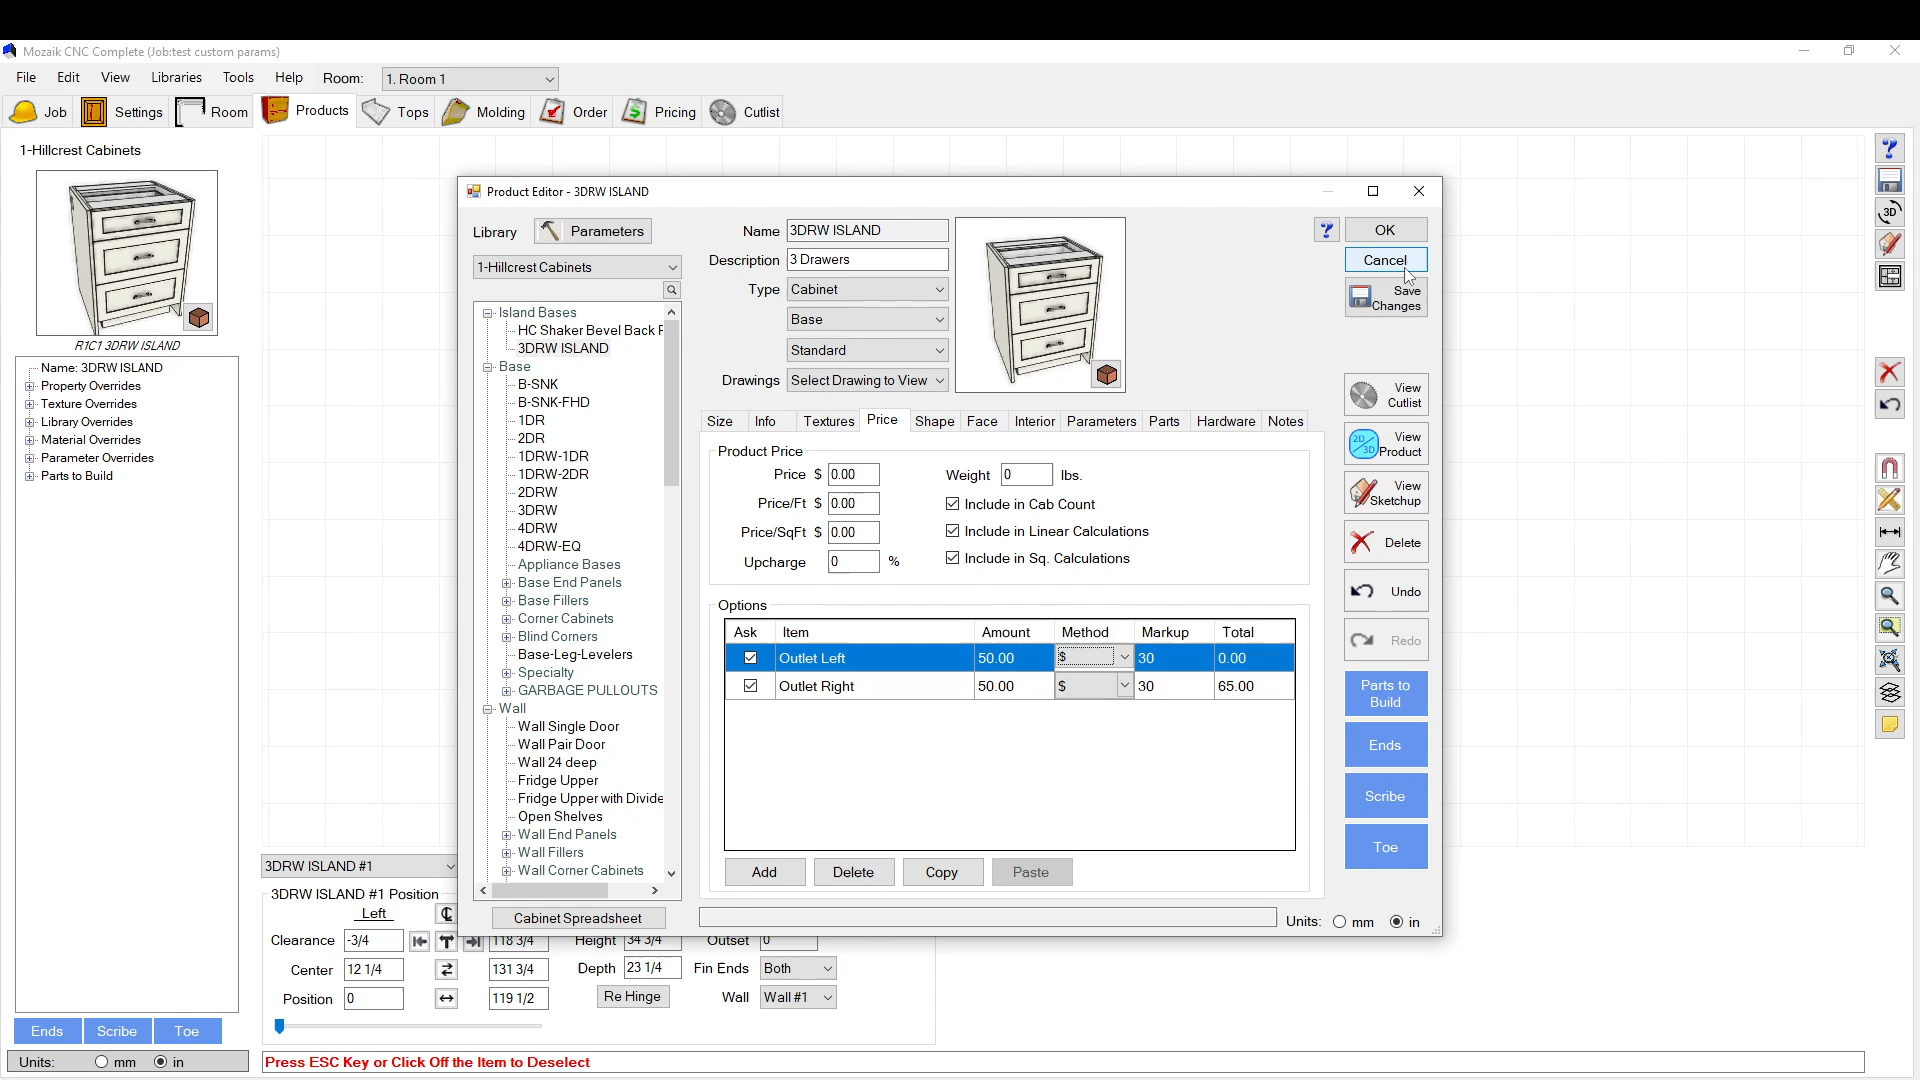 Mozaik CNC Complete (Job:test custom params)
File Edit View Libraries Tools Help Room: 1. Room 1
Job Settings Room Products Tops Molding Order Pricing Cutlist
1-Hillcrest Cabinets
R1C1 3DRW ISLAND
Name: 3DRW ISLAND
Property Overrides
Texture Overrides
Library Overrides
Material Overrides
Parameter Overrides
Parts to Build
Ends Scribe Toe
Units: mm in
Product Editor - 3DRW ISLAND
Library Parameters
1-Hillcrest Cabinets
Island Bases
HC Shaker Bevel Back F
3DRW ISLAND
Base
B-SNK
B-SNK-FHD
1DR
2DR
1DRW-1DR
1DRW-2DR
2DRW
3DRW
4DRW
4DRW-EQ
Appliance Bases
Base End Panels
Base Fillers
Corner Cabinets
Blind Corners
Base-Leg-Levelers
Specialty
GARBAGE PULLOUTS
Wall
Wall Single Door
Wall Pair Door
Wall 24 deep
Fridge Upper
Fridge Upper with Divide
Open Shelves
Wall End Panels
Wall Fillers
Wall Corner Cabinets
Cabinet Spreadsheet
Name 3DRW ISLAND
Description 3 Drawers
Type Cabinet
Base
Standard
Drawings Select Drawing to View
Size Info Textures Price Shape Face Interior Parameters Parts Hardware Notes
Product Price
Price $ 0.00 Weight 0 lbs.
Price/Ft $ 0.00 Include in Cab Count
Price/SqFt $ 0.00 Include in Linear Calculations
Upcharge 0 % Include in Sq. Calculations
Options
Ask Item Amount Method Markup Total
Outlet Left 50.00 $ 30 0.00
Outlet Right 50.00 $ 30 65.00
Add Delete Copy Paste
Units: mm in
? OK
Cancel
Save
Changes
View
Cutlist
2D/3D View
Product
View
Sketchup
Delete
Undo
Redo
Parts to
Build
Ends
Scribe
Toe
?
3D
3DRW ISLAND #1
3DRW ISLAND #1 Position
Left
Clearance -3/4 118 3/4 Height 34 3/4 Outset 0
Center 12 1/4 131 3/4 Depth 23 1/4 Fin Ends Both
Position 0 119 1/2 Re Hinge Wall Wall #1
Press ESC Key or Click Off the Item to Deselect